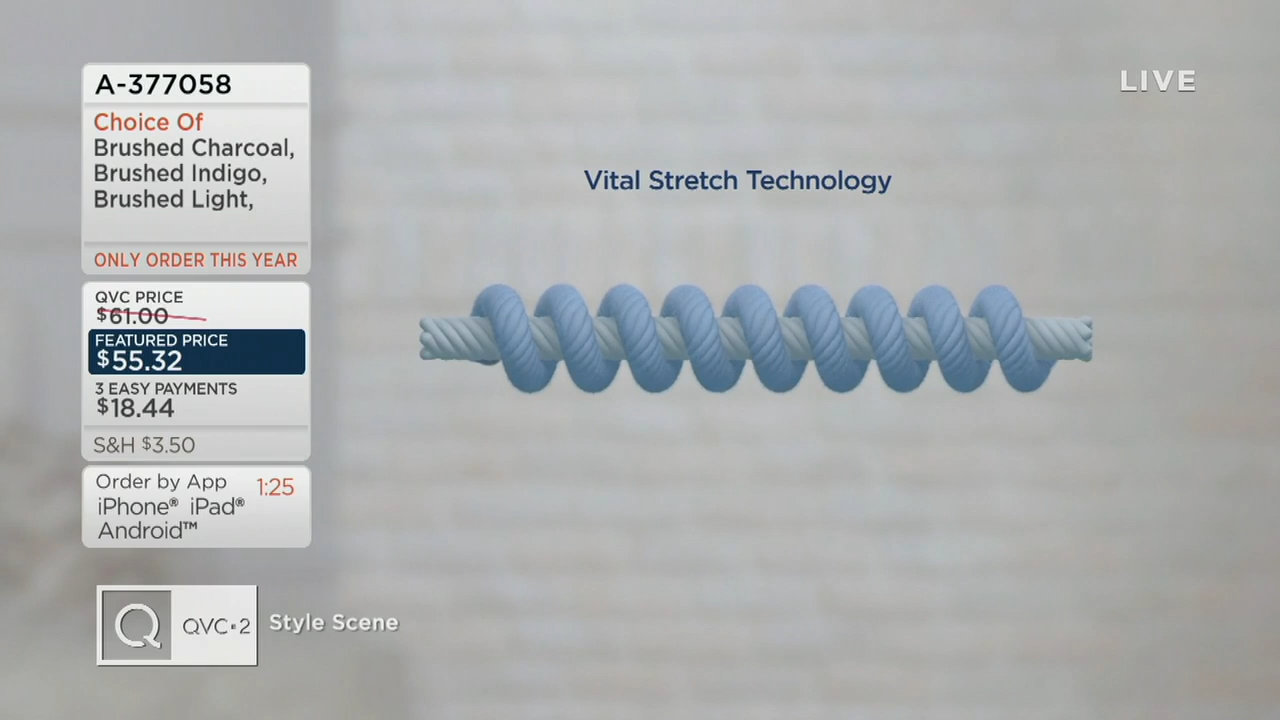 A-377058
Choice Of
Brushed Charcoal,
Brushed Indigo,
Brushed Light,
ONLY ORDER THIS YEAR
QVC PRICE
$61.00
FEATURED PRICE
$55.32
3 EASY PAYMENTS
$18.44
S&H $3.50
Order by App 1:25
iPhone® iPad®
Android™
Q QVC·2 Style Scene
LIVE
Vital Stretch Technology